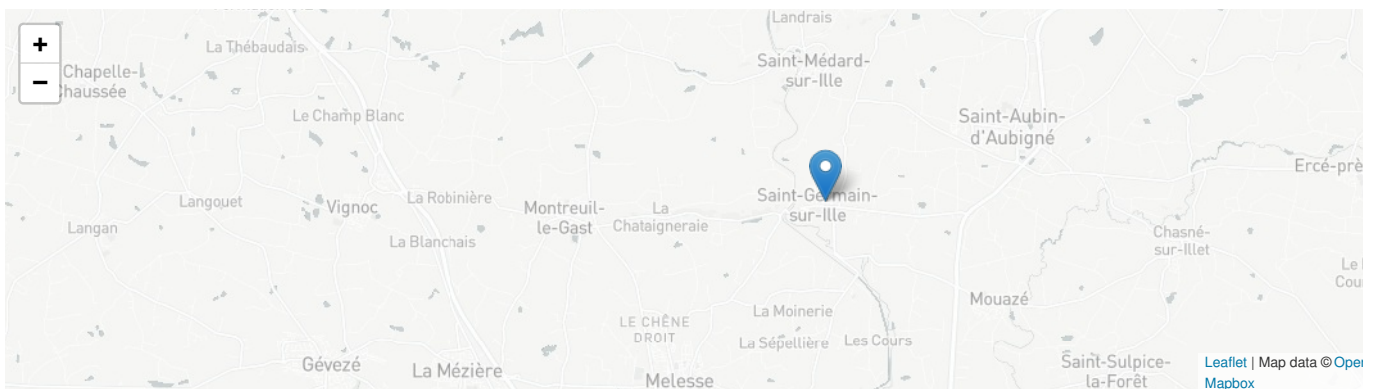 Landrais
+
La Thébaudais
Saint-Médard-
sur-Ille
Chapelle-
Chaussée
−
Le Champ Blanc
Saint-Aubin-
d'Aubigné
Ercé-prè
La Robinière
Saint-Germain-
sur-Ille
Langouet
Vignoc
Montreuil-
le-Gast
La
Chataigneraie
Langan
La Blanchais
Chasné-
sur-Illet
Le
Cou
Mouazé
La Moinerie
LE CHÊNE
DROIT
La Sépellière
Les Cours
Gévezé
La Mézière
Melesse
Saint-Sulpice-
la-Forêt
Leaflet | Map data © Open
Mapbox